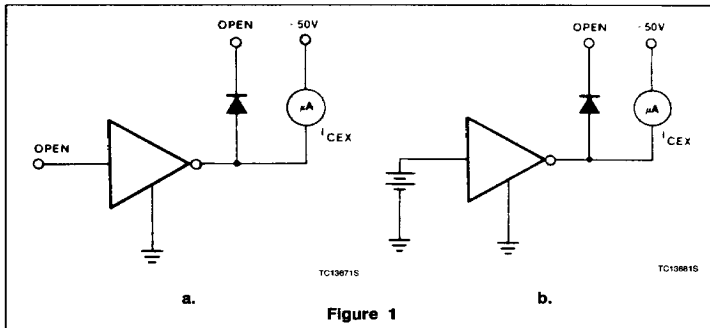 OPEN
- 50V
μA
I CEX
OPEN
TC13671S
a.
OPEN
- 50V
μA
I CEX
TC13681S
b.
Figure 1